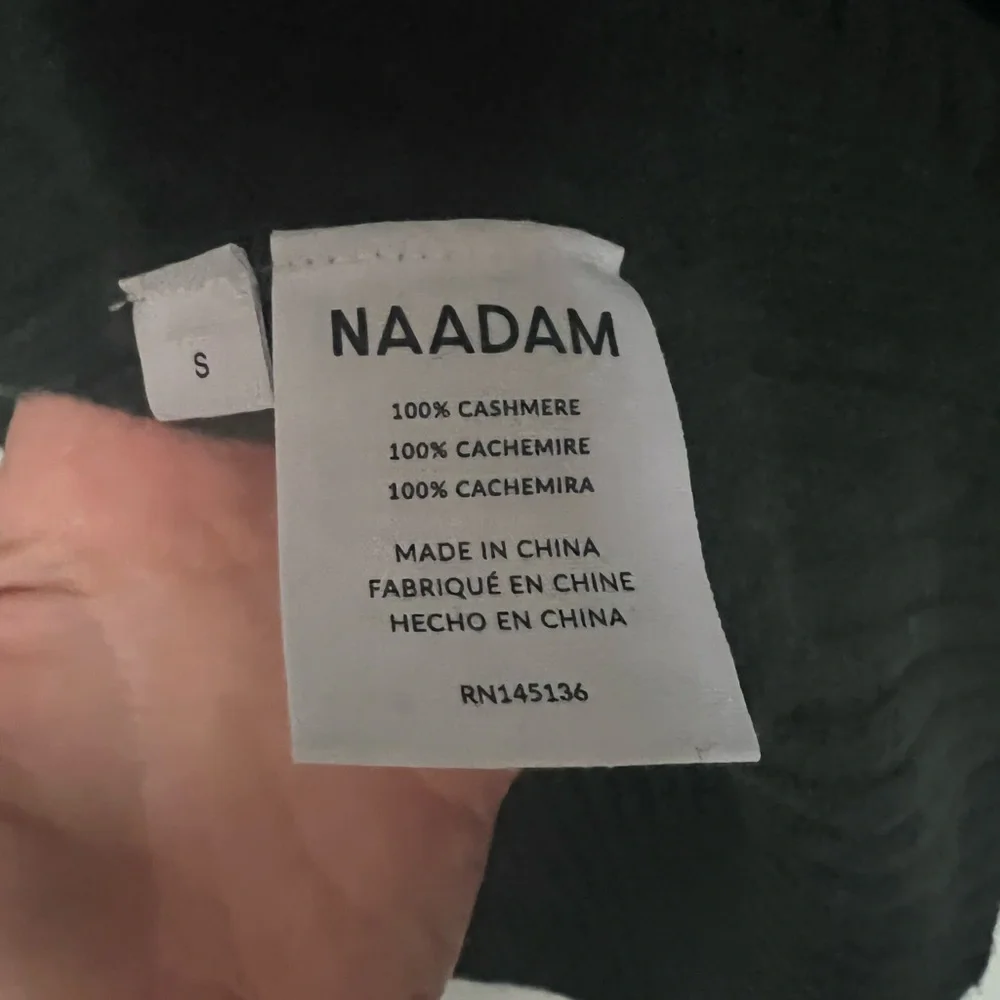 S
NAADAM
100% CASHMERE
100% CACHEMIRE
100% CACHEMIRA
MADE IN CHINA
FABRIQUÉ EN CHINE
HECHO EN CHINA
RN145136